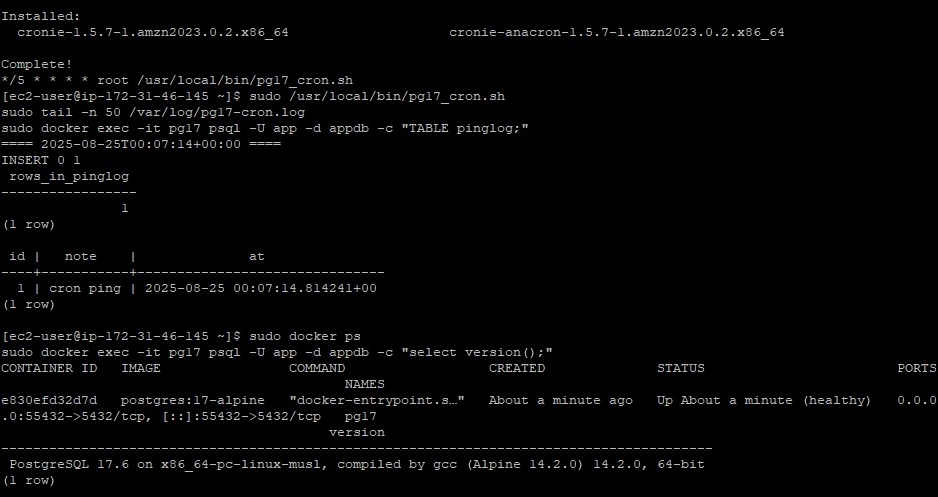 Installed:
  cronie-1.5.7-1.amzn2023.0.2.x86_64                    cronie-anacron-1.5.7-1.amzn2023.0.2.x86_64

Complete!
*/5 * * * * root /usr/local/bin/pg17_cron.sh
[ec2-user@ip-172-31-46-145 ~]$ sudo /usr/local/bin/pg17_cron.sh
sudo tail -n 50 /var/log/pg17-cron.log
sudo docker exec -it pg17 psql -U app -d appdb -c "TABLE pinglog;"
==== 2025-08-25T00:07:14+00:00 ====
INSERT 0 1
 rows_in_pinglog
-----------------
               1
(1 row)

 id |   note    |              at
----+-----------+-------------------------------
  1 | cron ping | 2025-08-25 00:07:14.814241+00
(1 row)

[ec2-user@ip-172-31-46-145 ~]$ sudo docker ps
sudo docker exec -it pg17 psql -U app -d appdb -c "select version();"
CONTAINER ID   IMAGE                COMMAND                  CREATED              STATUS                        PORTS
                                           NAMES
e830efd32d7d   postgres:17-alpine   "docker-entrypoint.s…"   About a minute ago   Up About a minute (healthy)   0.0.0
.0:55432->5432/tcp, [::]:55432->5432/tcp   pg17
                                         version
-----------------------------------------------------------------------------------------
 PostgreSQL 17.6 on x86_64-pc-linux-musl, compiled by gcc (Alpine 14.2.0) 14.2.0, 64-bit
(1 row)